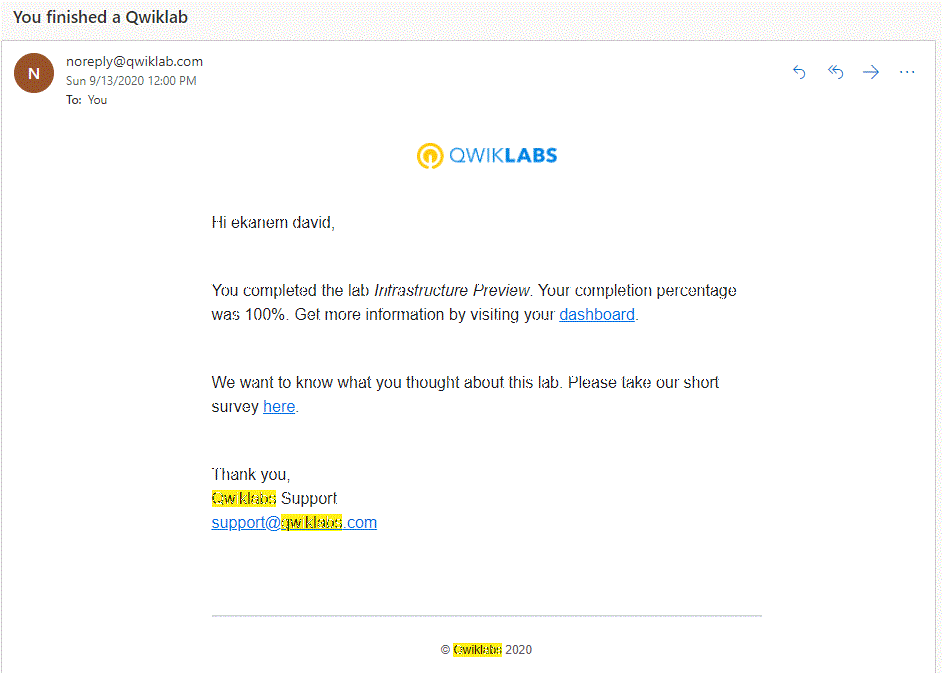 You finished a Qwiklab
N
noreply@qwiklab.com
Sun 9/13/2020 12:00 PM
To: You
QWIKLABS
Hi ekanem david,
You completed the lab Infrastructure Preview. Your completion percentage
was 100%. Get more information by visiting your dashboard.
We want to know what you thought about this lab. Please take our short
survey here.
Thank you,
Qwiklabs Support
support@qwiklabs.com
© Qwiklabs 2020